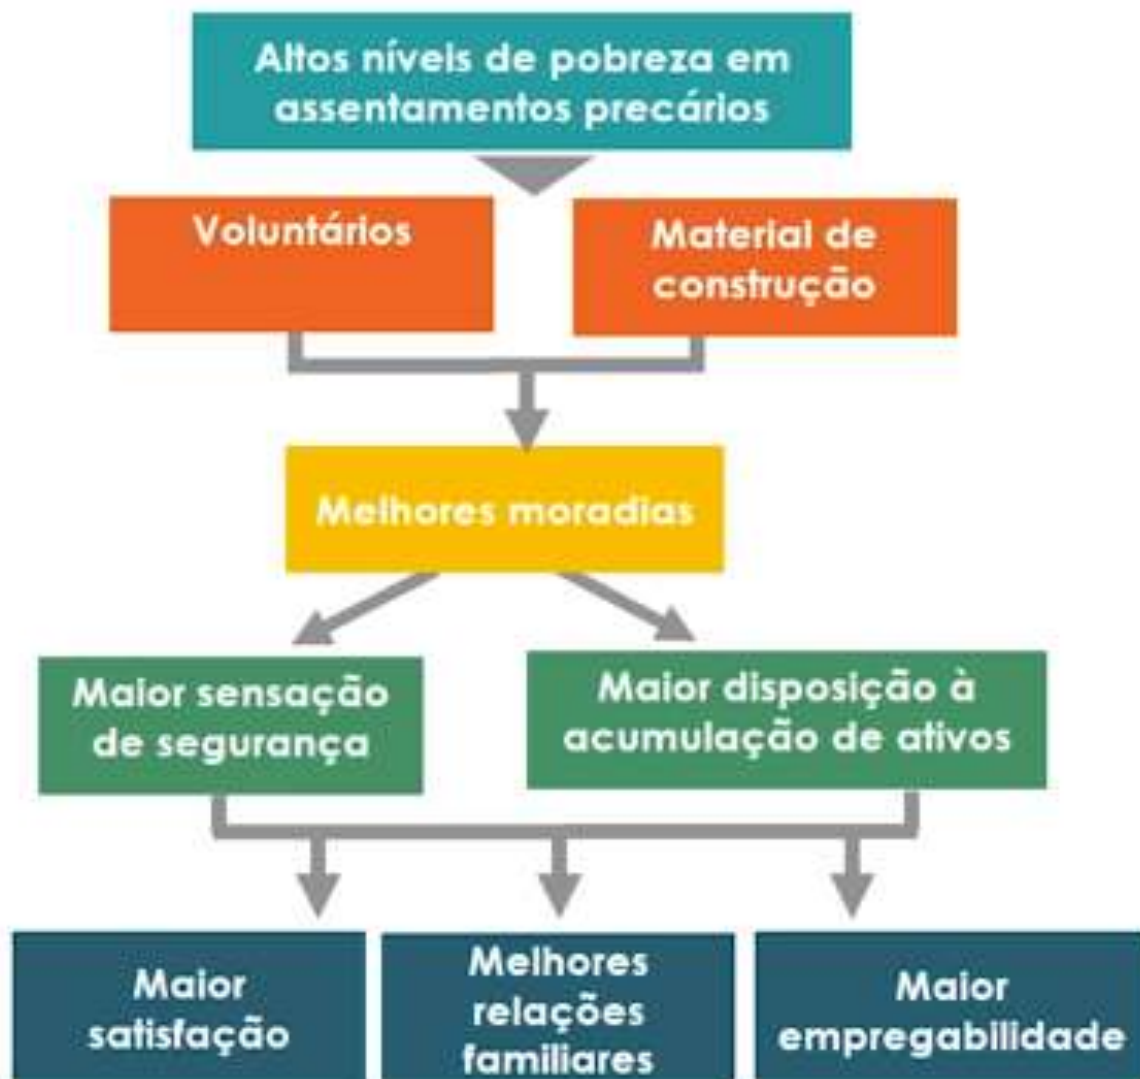 Altos níveis de pobreza em
assentamentos precários
Voluntários
Material de
construção
Melhores moradias
Maior sensação
de segurança
Maior disposição à
acumulação de ativos
Maior
satisfação
Melhores
relações
familiares
Maior
empregabilidade